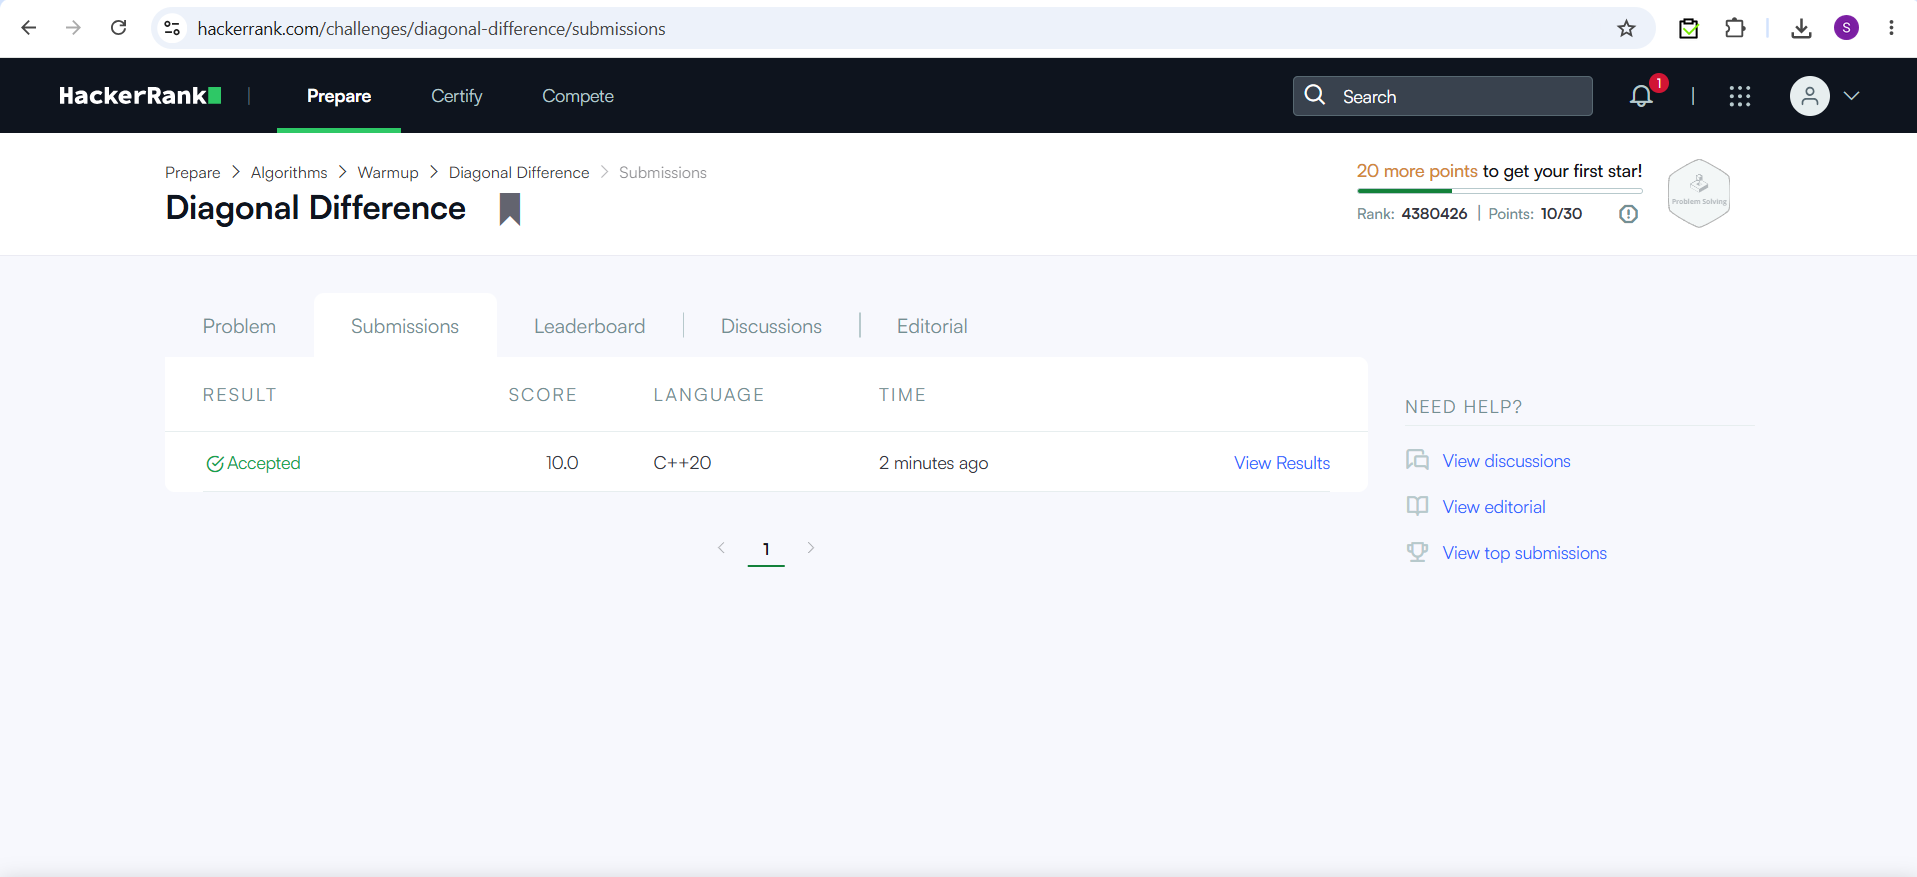 hackerrank.com/challenges/diagonal-difference/submissions
S
HackerRank
Prepare
Certify
Compete
Search
1
Prepare > Algorithms > Warmup > Diagonal Difference > Submissions
Diagonal Difference
20 more points to get your first star!
Rank: 4380426 | Points: 10/30
Problem Solving
Problem
Submissions
Leaderboard
Discussions
Editorial
RESULT SCORE LANGUAGE TIME
Accepted 10.0 C++20 2 minutes ago View Results
1
NEED HELP?
View discussions
View editorial
View top submissions